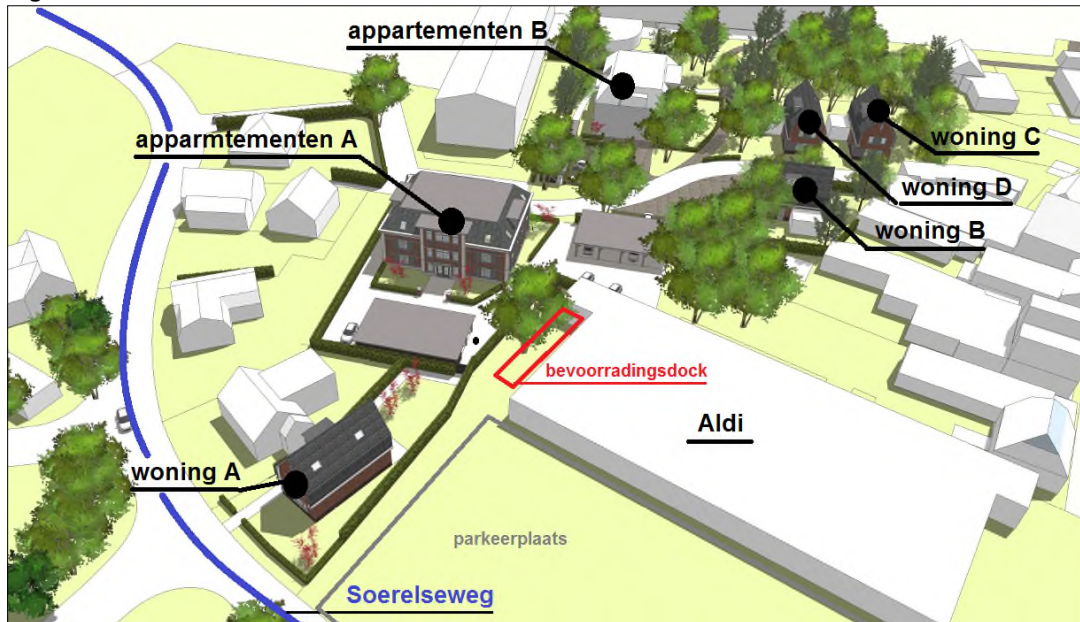 appartementen B
apparmtementen A
woning C
woning D
woning B
bevoorradingsdock
Aldi
woning A
parkeerplaats
Soerelseweg